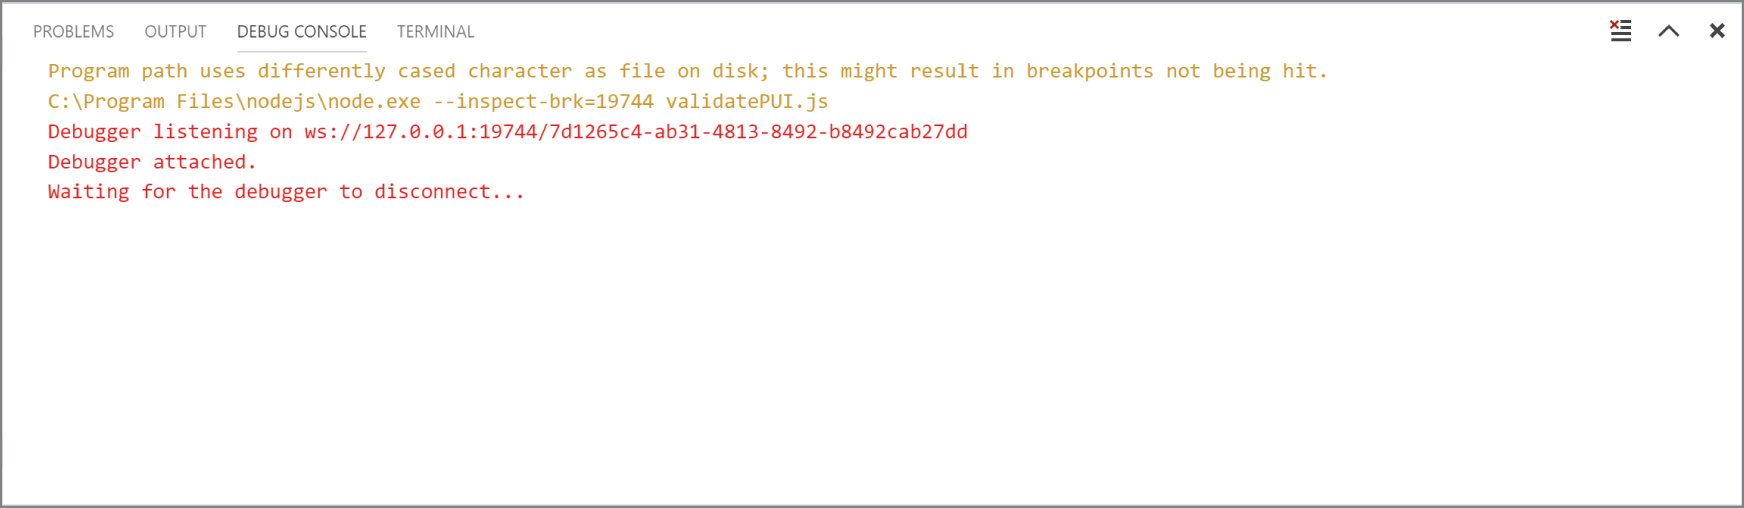 PROBLEMS OUTPUT DEBUG CONSOLE TERMINAL
Program path uses differently cased character as file on disk; this might result in breakpoints not being hit.
C:\Program Files\nodejs\node.exe --inspect-brk=19744 validatePUI.js
Debugger listening on ws://127.0.0.1:19744/7d1265c4-ab31-4813-8492-b8492cab27dd
Debugger attached.
Waiting for the debugger to disconnect...